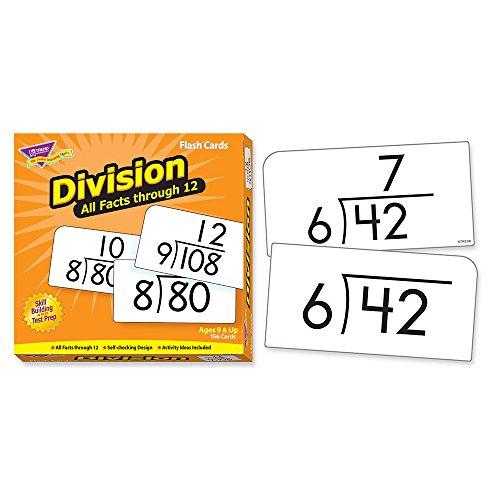 TREND
Flash Cards
Division
All Facts through 12
10
8)80
12
9)108
8)80
Skill
Building
&
Test Prep
Ages 9 & Up
156 Cards
• All Facts through 12 • Self-checking Design • Activity Ideas Included
Division
7
6)42
6)42